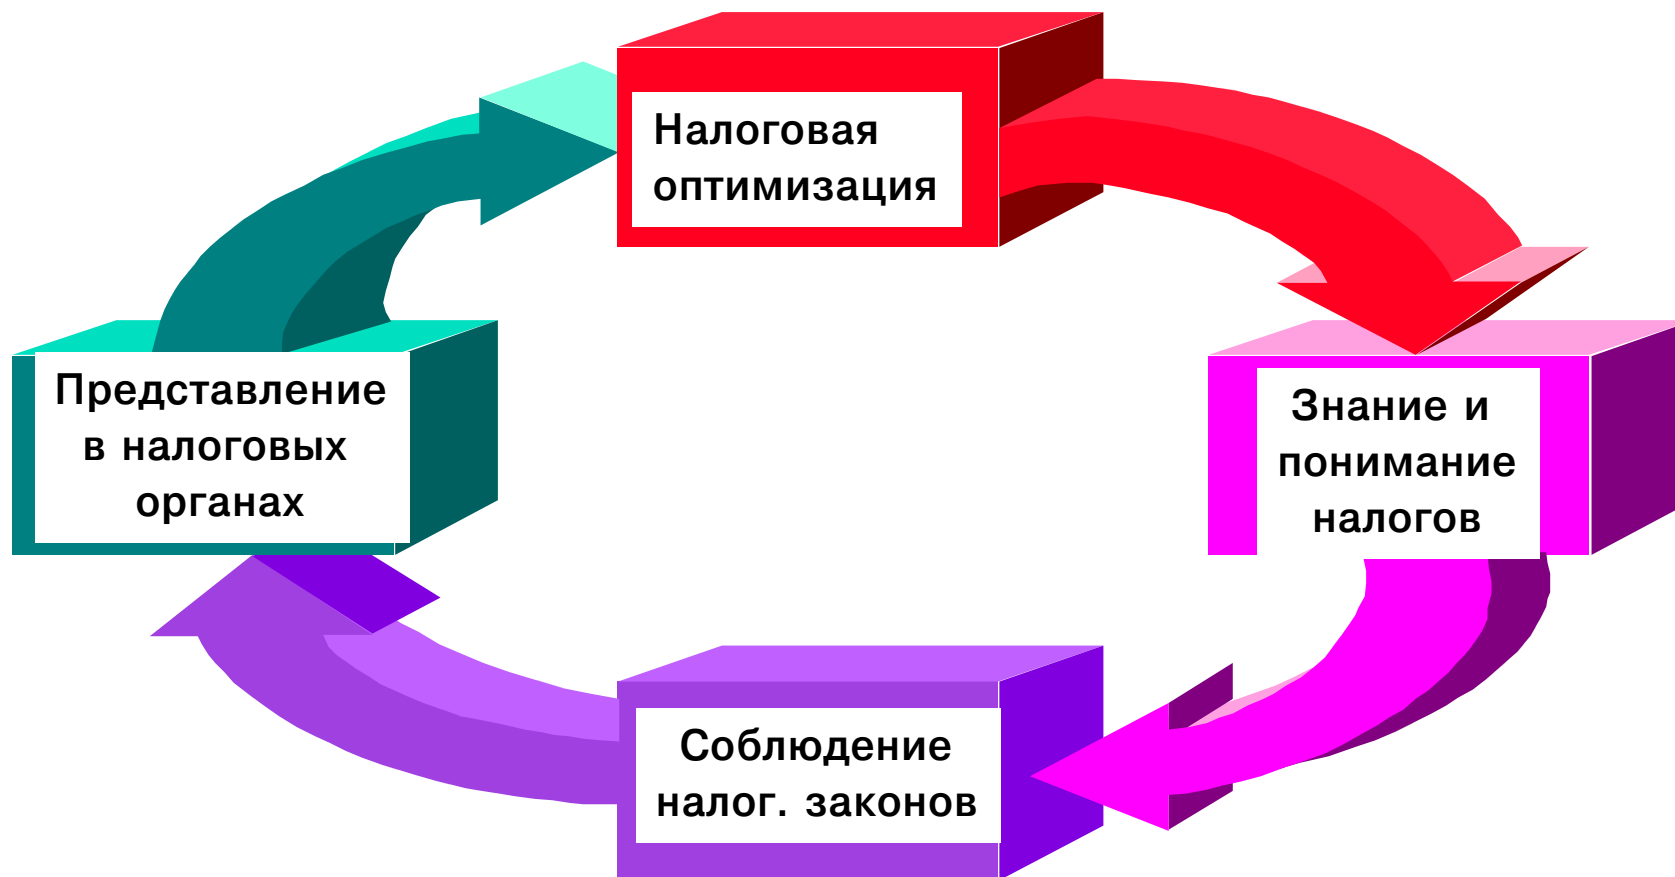 Налоговая
оптимизация
Представление
в налоговых
органах
Знание и
понимание
налогов
Соблюдение
налог. законов